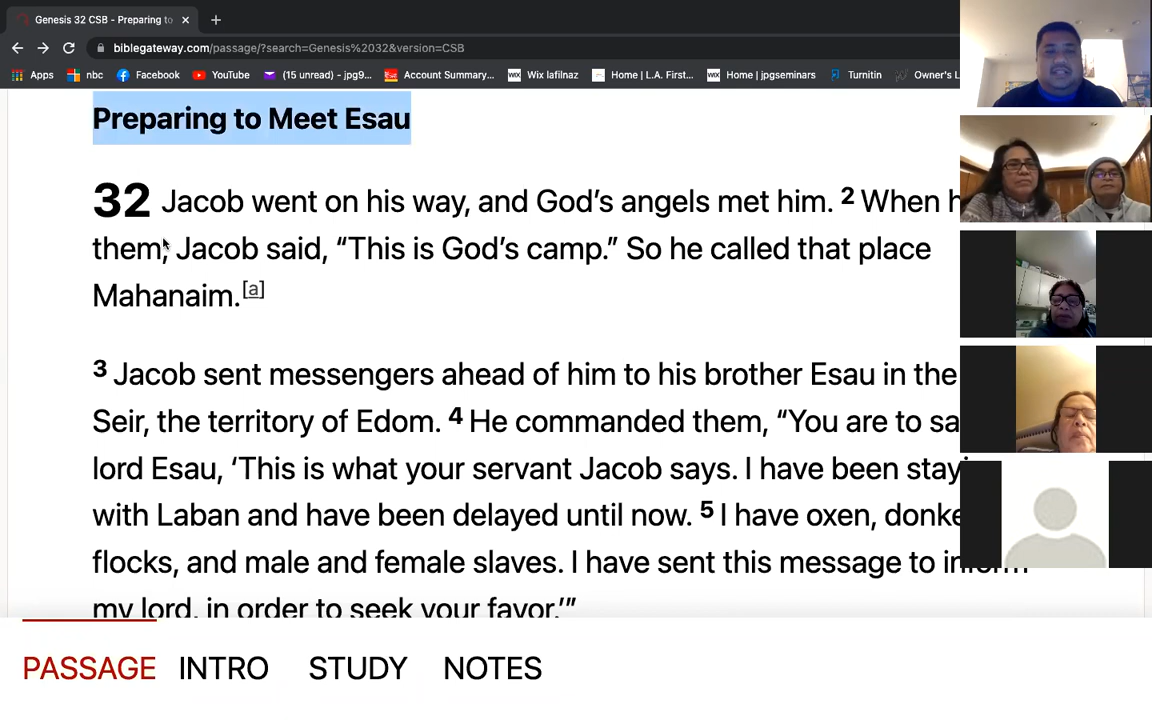 Genesis 32 CSB - Preparing to
biblegateway.com/passage/?search=Genesis%2032&version=CSB
Apps nbc Facebook YouTube (15 unread) - jpg9... Account Summary... Wix lafilnaz Home | L.A. First... Home | jpgseminars Turnitin Owner's L
Preparing to Meet Esau
32 Jacob went on his way, and God's angels met him. 2 When h
them, Jacob said, “This is God's camp.” So he called that place
Mahanaim.[a]
3 Jacob sent messengers ahead of him to his brother Esau in the
Seir, the territory of Edom. 4 He commanded them, “You are to sa
lord Esau, ‘This is what your servant Jacob says. I have been stayi
with Laban and have been delayed until now. 5 I have oxen, donke
flocks, and male and female slaves. I have sent this message to inform
my lord, in order to seek your favor.’”
PASSAGE INTRO STUDY NOTES